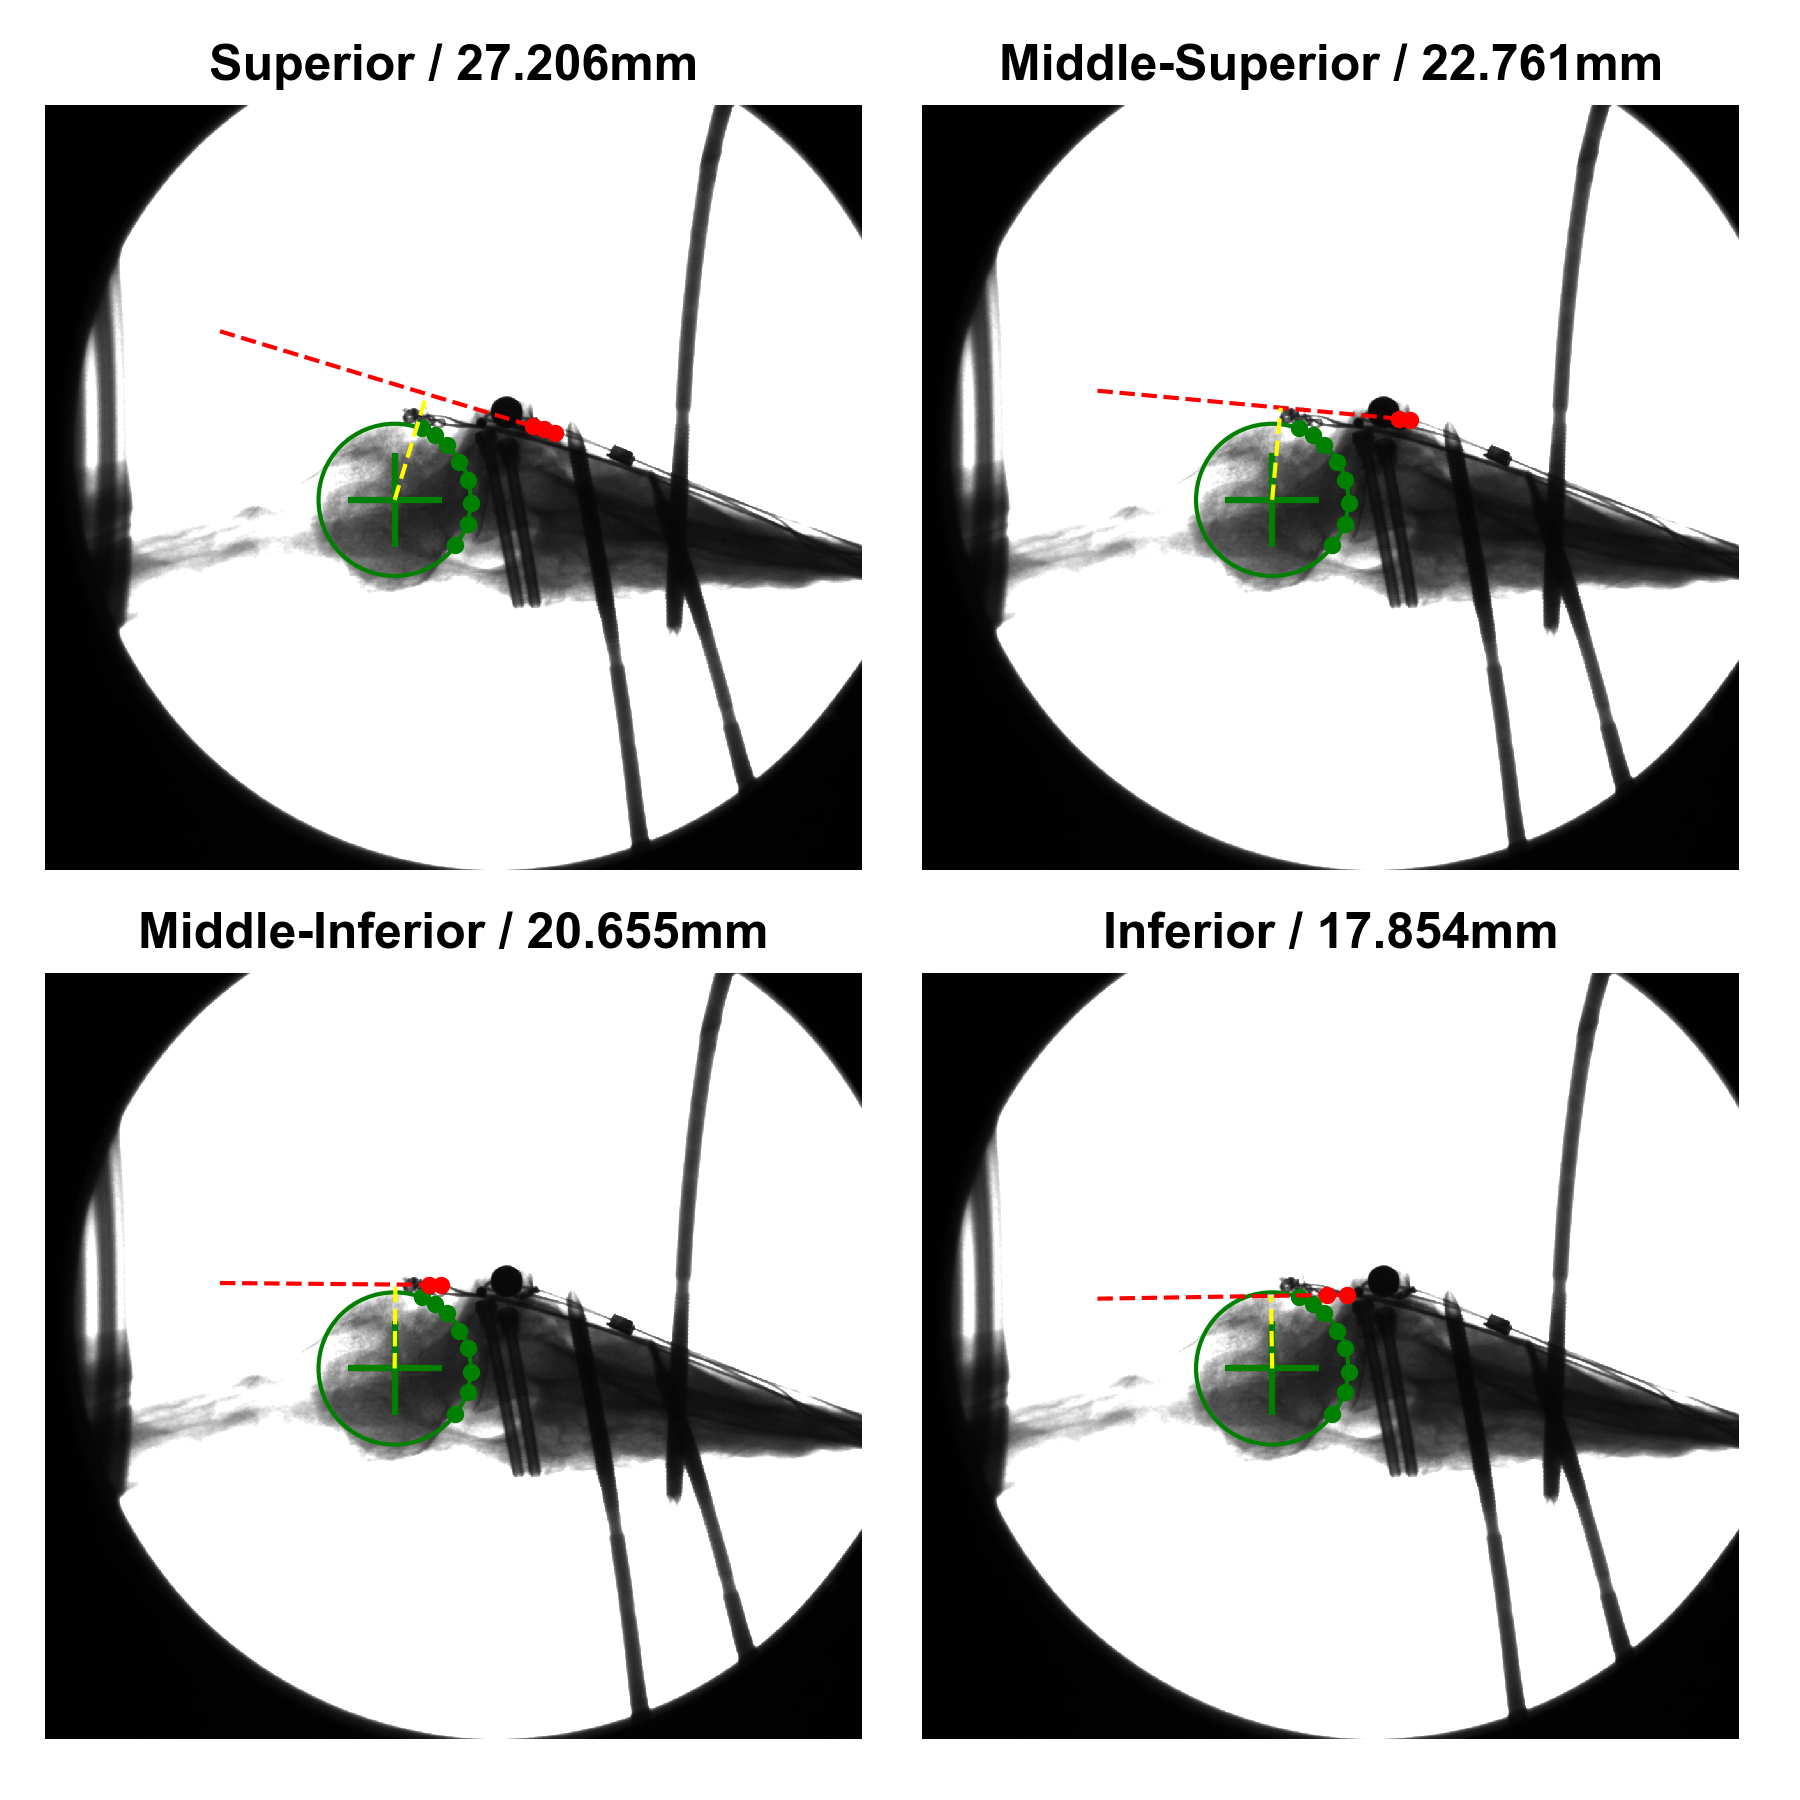 Superior / 27.206mm
Middle-Superior / 22.761mm
Middle-Inferior / 20.655mm
Inferior / 17.854mm